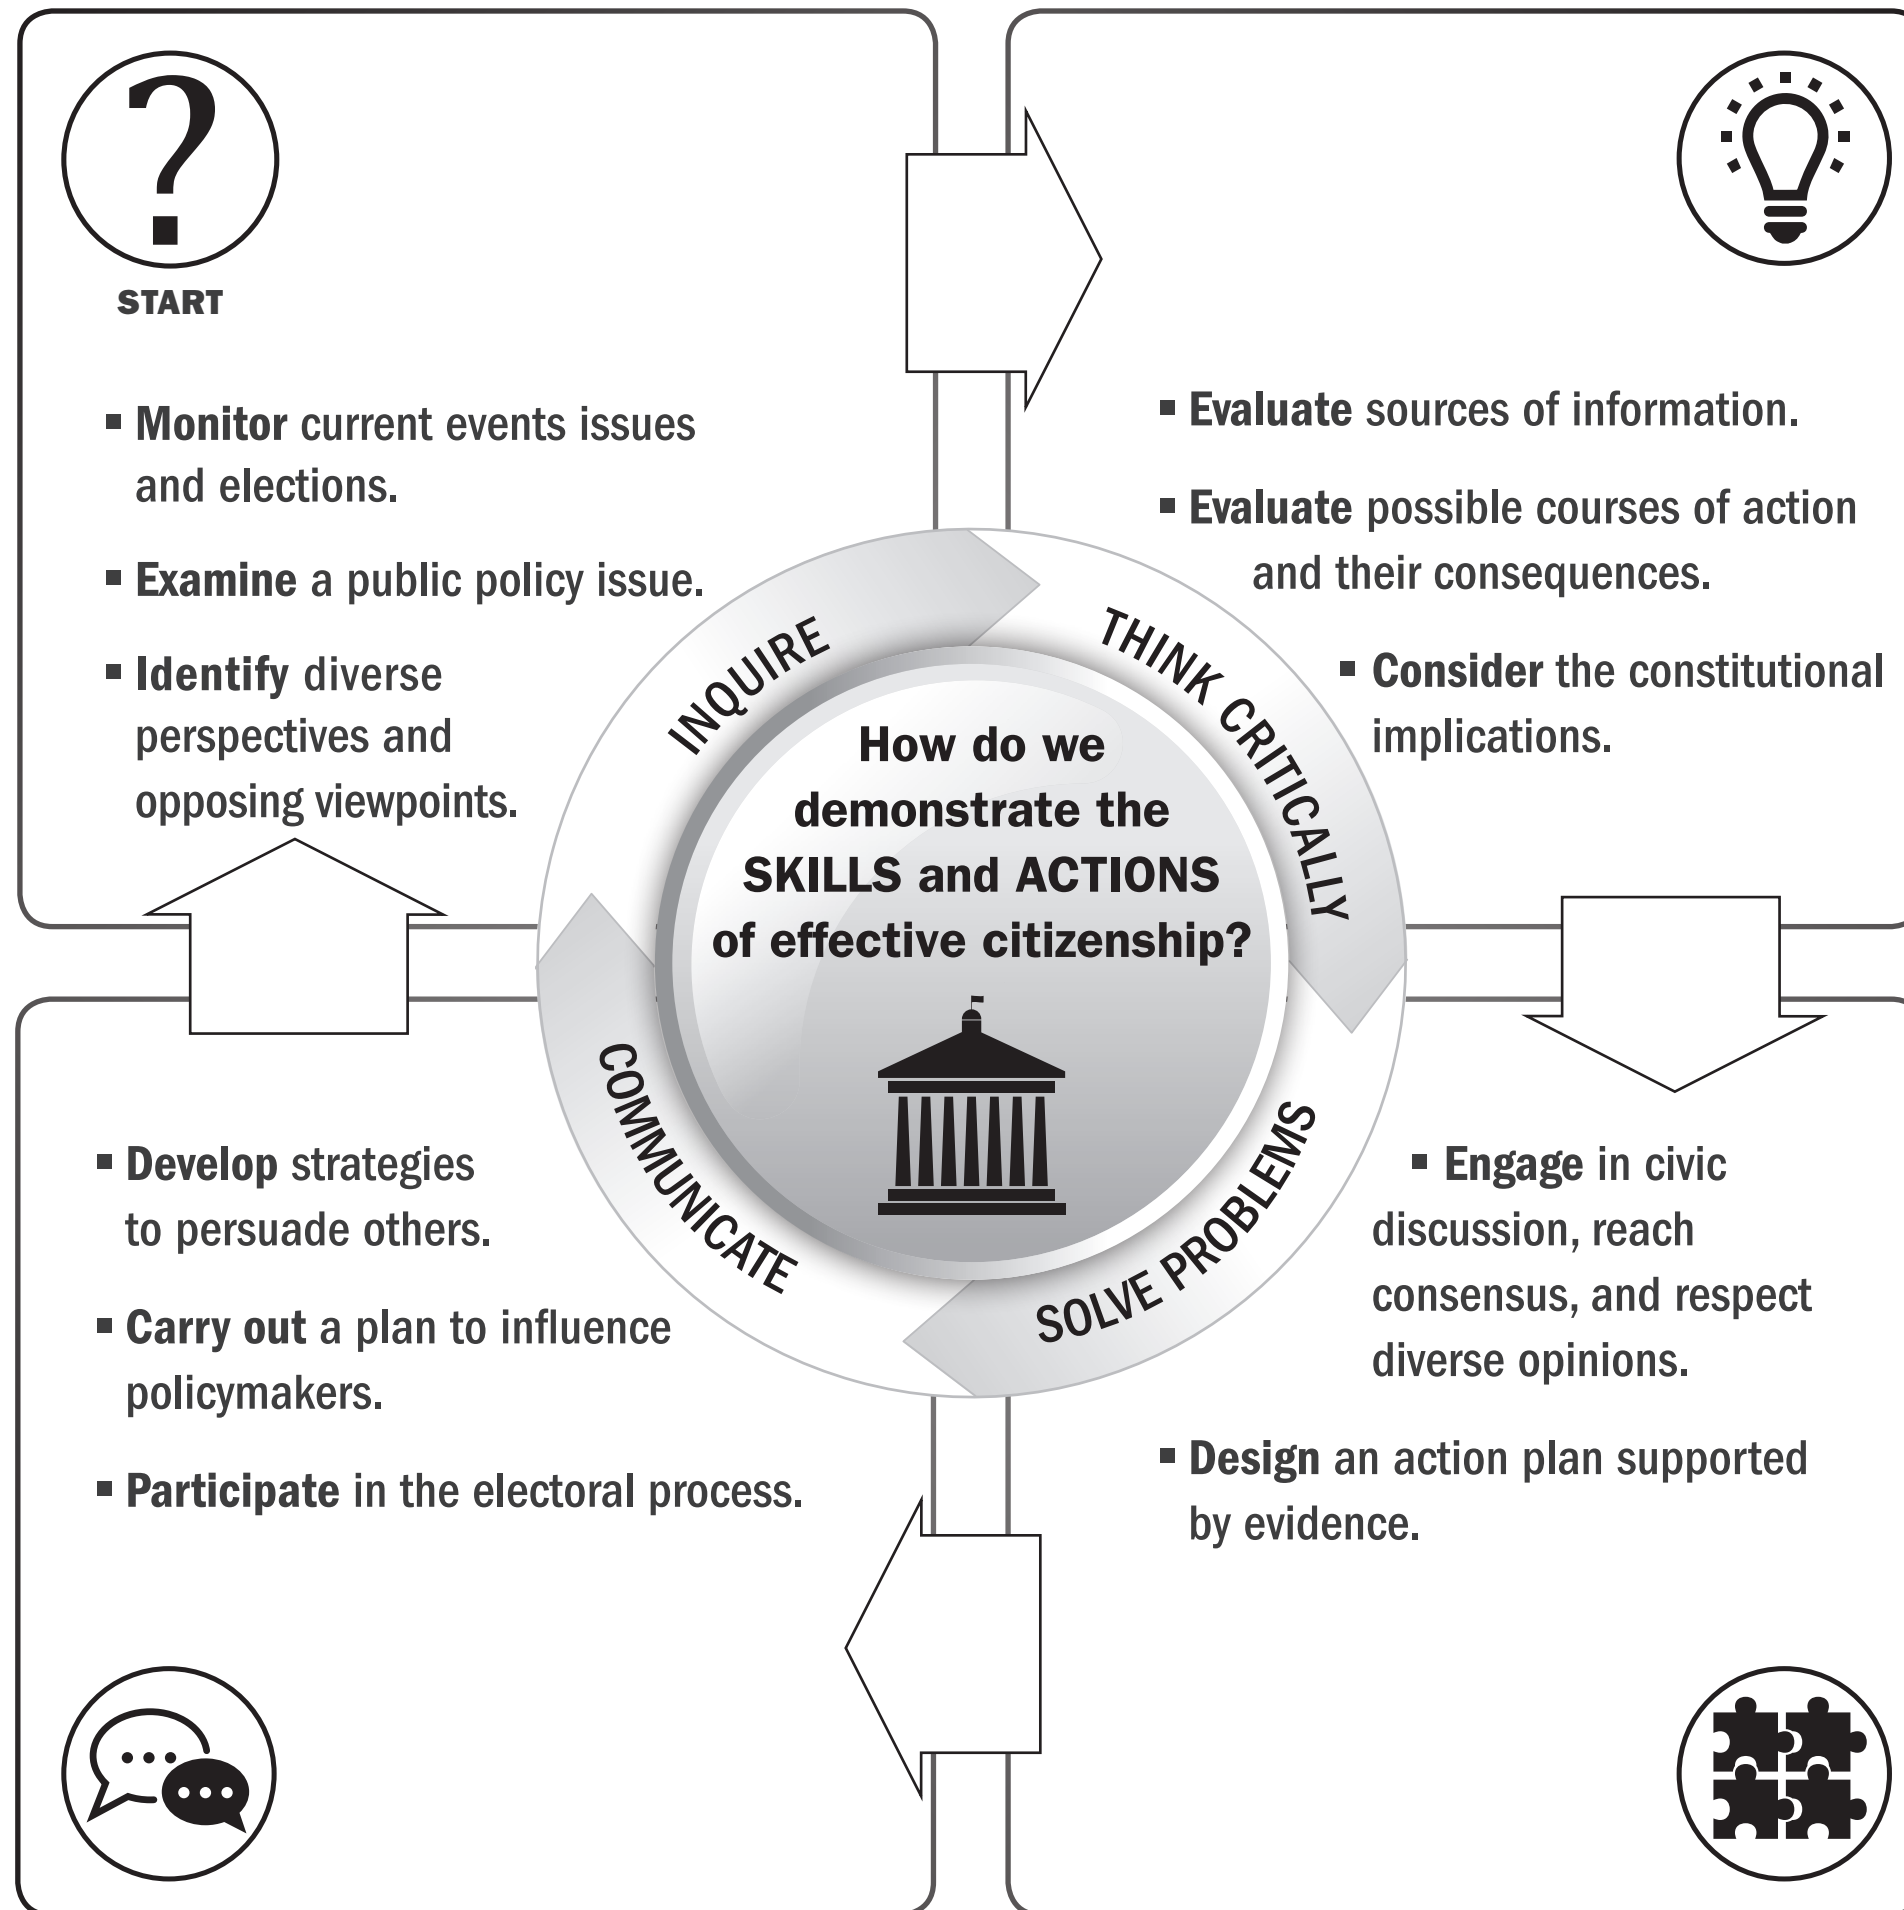 ?
START
▪ Monitor current events issues
and elections.
▪ Examine a public policy issue.
▪ Identify diverse
perspectives and
opposing viewpoints.
▪ Evaluate sources of information.
▪ Evaluate possible courses of action
and their consequences.
▪ Consider the constitutional
implications.
INQUIRE
THINK CRITICALLY
SOLVE PROBLEMS
COMMUNICATE
How do we
demonstrate the
SKILLS and ACTIONS
of effective citizenship?
▪ Engage in civic
discussion, reach
consensus, and respect
diverse opinions.
▪ Design an action plan supported
by evidence.
▪ Develop strategies
to persuade others.
▪ Carry out a plan to influence
policymakers.
▪ Participate in the electoral process.